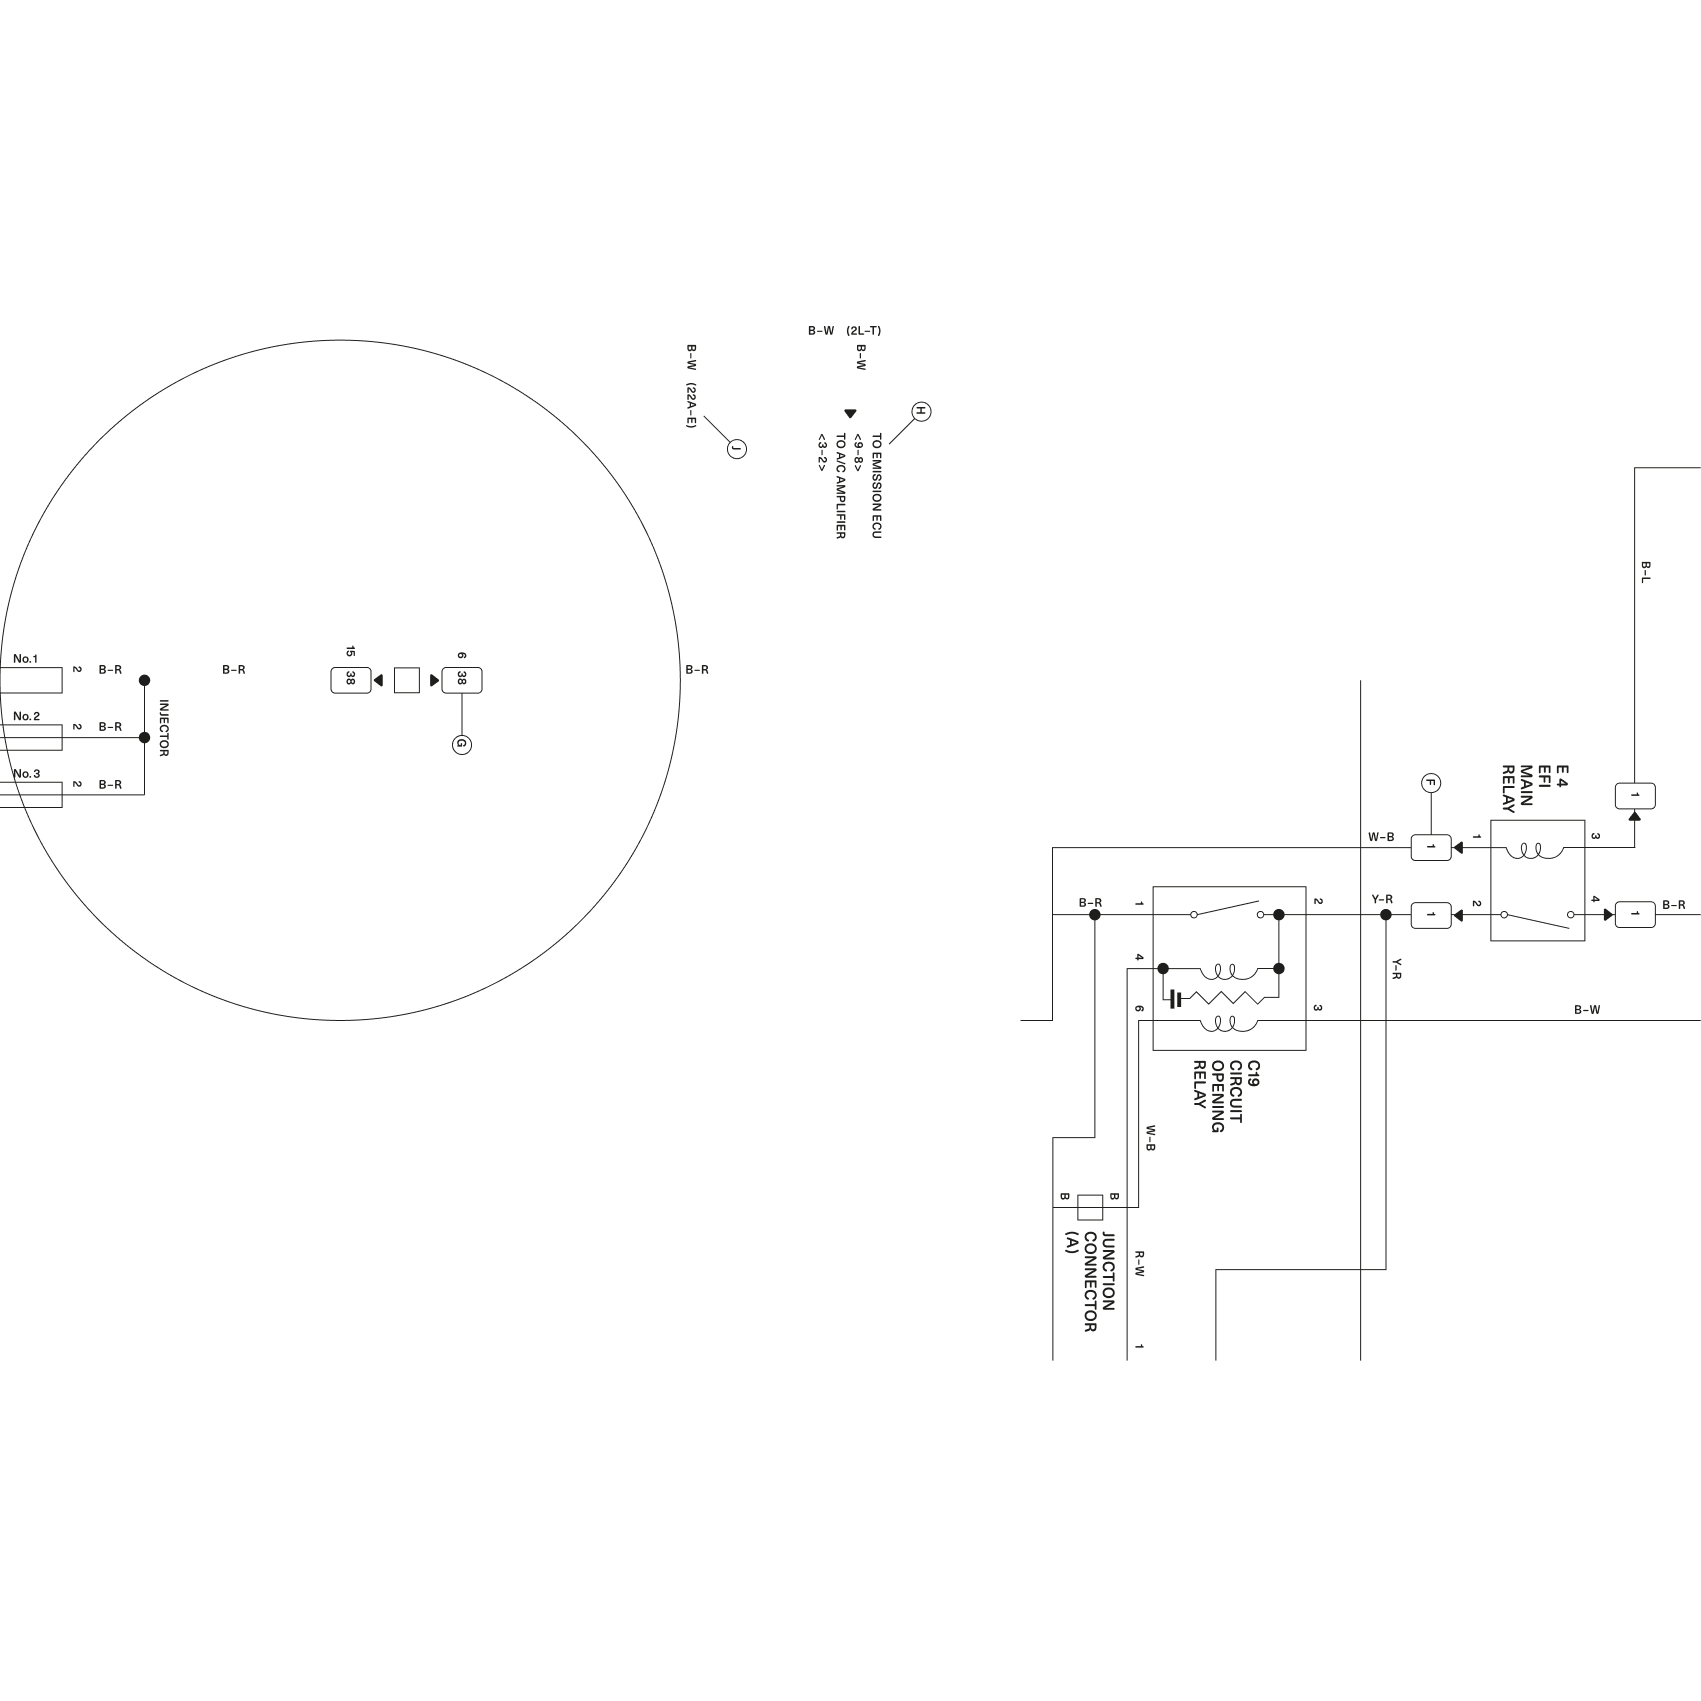 B–W (2L–T)
B–W
B–W (22A–E)
J
H
TO EMISSION ECU
<9–8>
TO A/C AMPLIFIER
<3–2>
B–L
No.1
2
B–R
B–R
15
38
6
38
B–R
G
INJECTOR
No.2
2
B–R
No.3
2
B–R
E 4
EFI
MAIN
RELAY
F
1
W–B
1
1
3
B–R
1
2
Y–R
1
2
4
1
B–R
Y–R
4
6
3
B–W
C19
CIRCUIT
OPENING
RELAY
W–B
B
B
JUNCTION
CONNECTOR
(A)
R–W
1